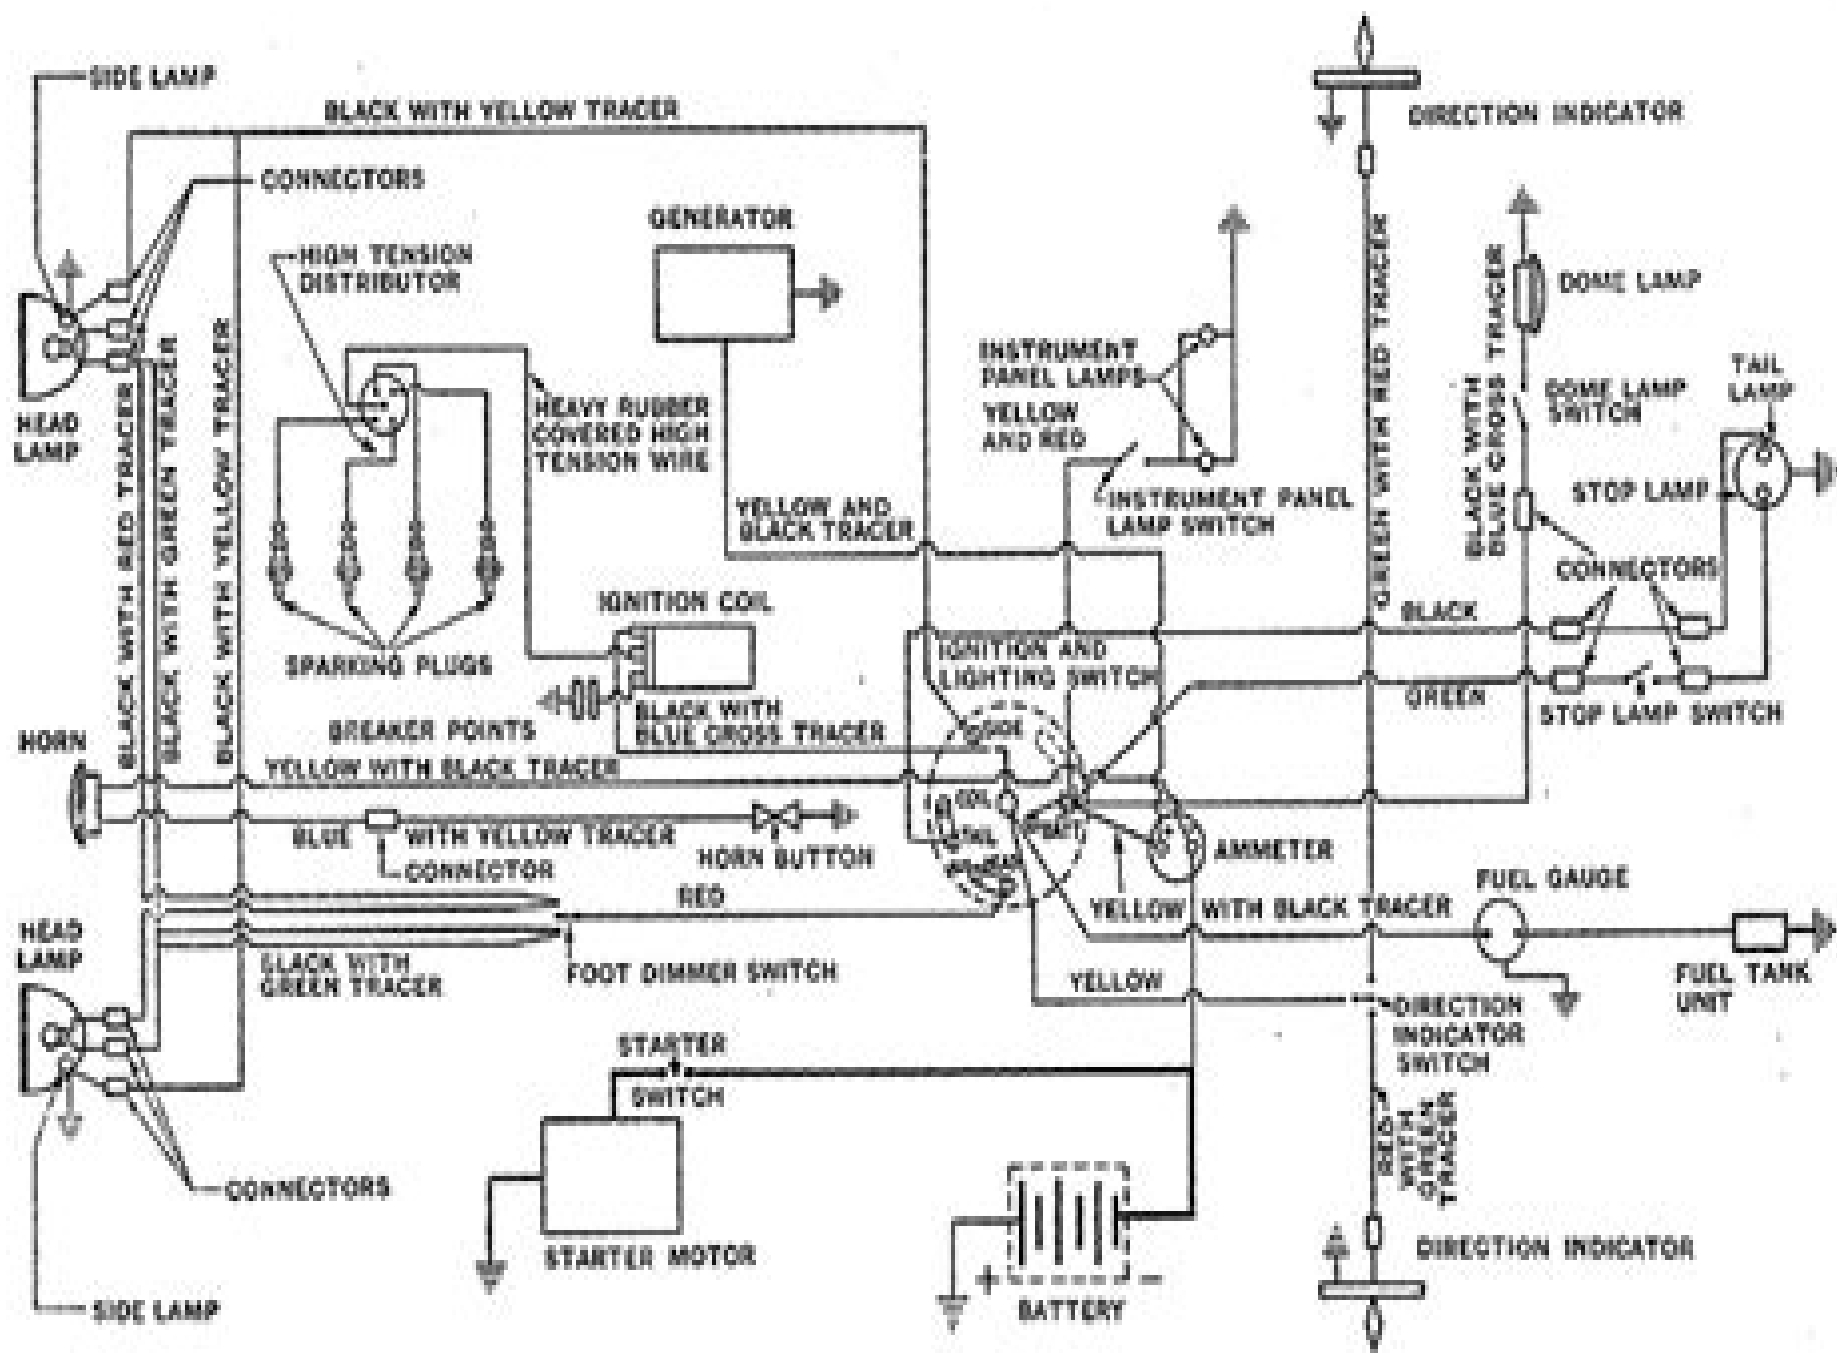 SIDE LAMP
BLACK WITH YELLOW TRACER
DIRECTION INDICATOR
CONNECTORS
GENERATOR
HIGH TENSION
DISTRIBUTOR
BLACK WITH RED TRACER
BLACK WITH GREEN TRACER
BLACK WITH YELLOW TRACER
HEAD
LAMP
HEAVY RUBBER
COVERED HIGH
TENSION WIRE
INSTRUMENT
PANEL LAMPS
YELLOW
AND RED
INSTRUMENT PANEL
LAMP SWITCH
GREEN WITH RED TRACER
BLACK WITH
BLUE CROSS TRACER
DOME LAMP
DOME LAMP
SWITCH
TAIL
LAMP
STOP LAMP
YELLOW AND
BLACK TRACER
CONNECTORS
SPARKING PLUGS
IGNITION COIL
BLACK
IGNITION AND
LIGHTING SWITCH
GREEN
STOP LAMP SWITCH
BREAKER POINTS
BLACK WITH
BLUE CROSS TRACER
HORN
YELLOW WITH BLACK TRACER
SIDE
COIL
BATT
TAIL
HEAD
BLUE WITH YELLOW TRACER
CONNECTOR
HORN BUTTON
AMMETER
RED
YELLOW WITH BLACK TRACER
FUEL GAUGE
HEAD
LAMP
BLACK WITH
GREEN TRACER
FOOT DIMMER SWITCH
YELLOW
FUEL TANK
UNIT
DIRECTION
INDICATOR
SWITCH
STARTER
SWITCH
RED
WITH
GREEN
TRACER
CONNECTORS
STARTER MOTOR
+
−
BATTERY
DIRECTION INDICATOR
SIDE LAMP